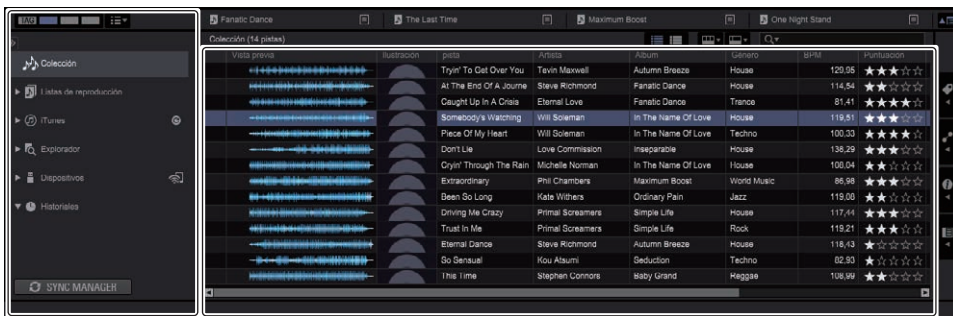 TAG
Fanatic Dance The Last Time Maximum Boost One Night Stand
Colección (14 pistas)
Colección
Listas de reproducción
iTunes
Explorador
Dispositivos
Historiales
SYNC MANAGER
Vista previa Ilustración pista Artista Album Género BPM Puntuación
Tryin' To Get Over You Tevin Maxwell Autumn Breeze House 129,95
At The End Of A Journe Steve Richmond Fanatic Dance House 114,54
Caught Up In A Crisis Eternal Love Fanatic Dance Trance 81,41
Somebody's Watching Will Soleman In The Name Of Love House 119,51
Piece Of My Heart Will Soleman In The Name Of Love Techno 100,33
Don't Lie Love Commission Inseparable House 138,29
Cryin' Through The Rain Michelle Norman In The Name Of Love House 108,04
Extraordinary Phil Chambers Maximum Boost World Music 86,98
Been So Long Kate Withers Ordinary Pain Jazz 119,08
Driving Me Crazy Primal Screamers Simple Life House 117,44
Trust In Me Primal Screamers Simple Life Rock 119,21
Eternal Dance Steve Richmond Autumn Breeze House 118,43
So Sensual Kou Atsumi Seduction Techno 82,93
This Time Stephen Connors Baby Grand Reggae 108,99